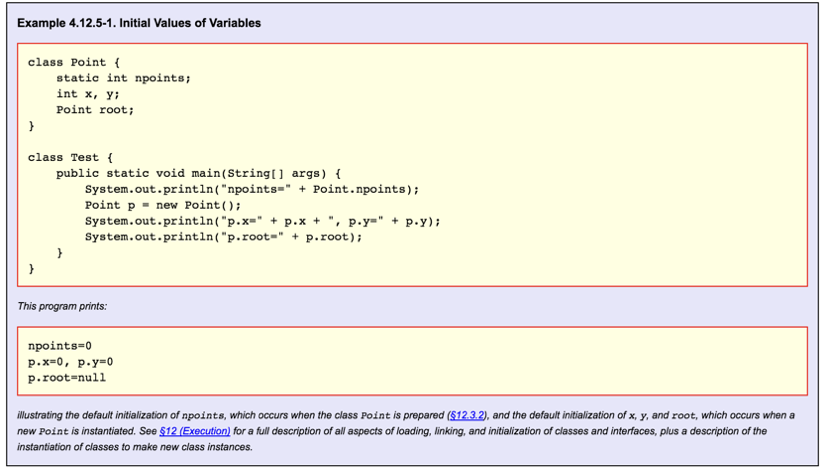 Example 4.12.5-1. Initial Values of Variables
class Point {
    static int npoints;
    int x, y;
    Point root;
}
class Test {
    public static void main(String[] args) {
        System.out.println("npoints=" + Point.npoints);
        Point p = new Point();
        System.out.println("p.x=" + p.x + ", p.y=" + p.y);
        System.out.println("p.root=" + p.root);
    }
}
This program prints:
npoints=0
p.x=0, p.y=0
p.root=null
illustrating the default initialization of npoints, which occurs when the class Point is prepared (§12.3.2), and the default initialization of x, y, and root, which occurs when a
new Point is instantiated. See §12 (Execution) for a full description of all aspects of loading, linking, and initialization of classes and interfaces, plus a description of the
instantiation of classes to make new class instances.